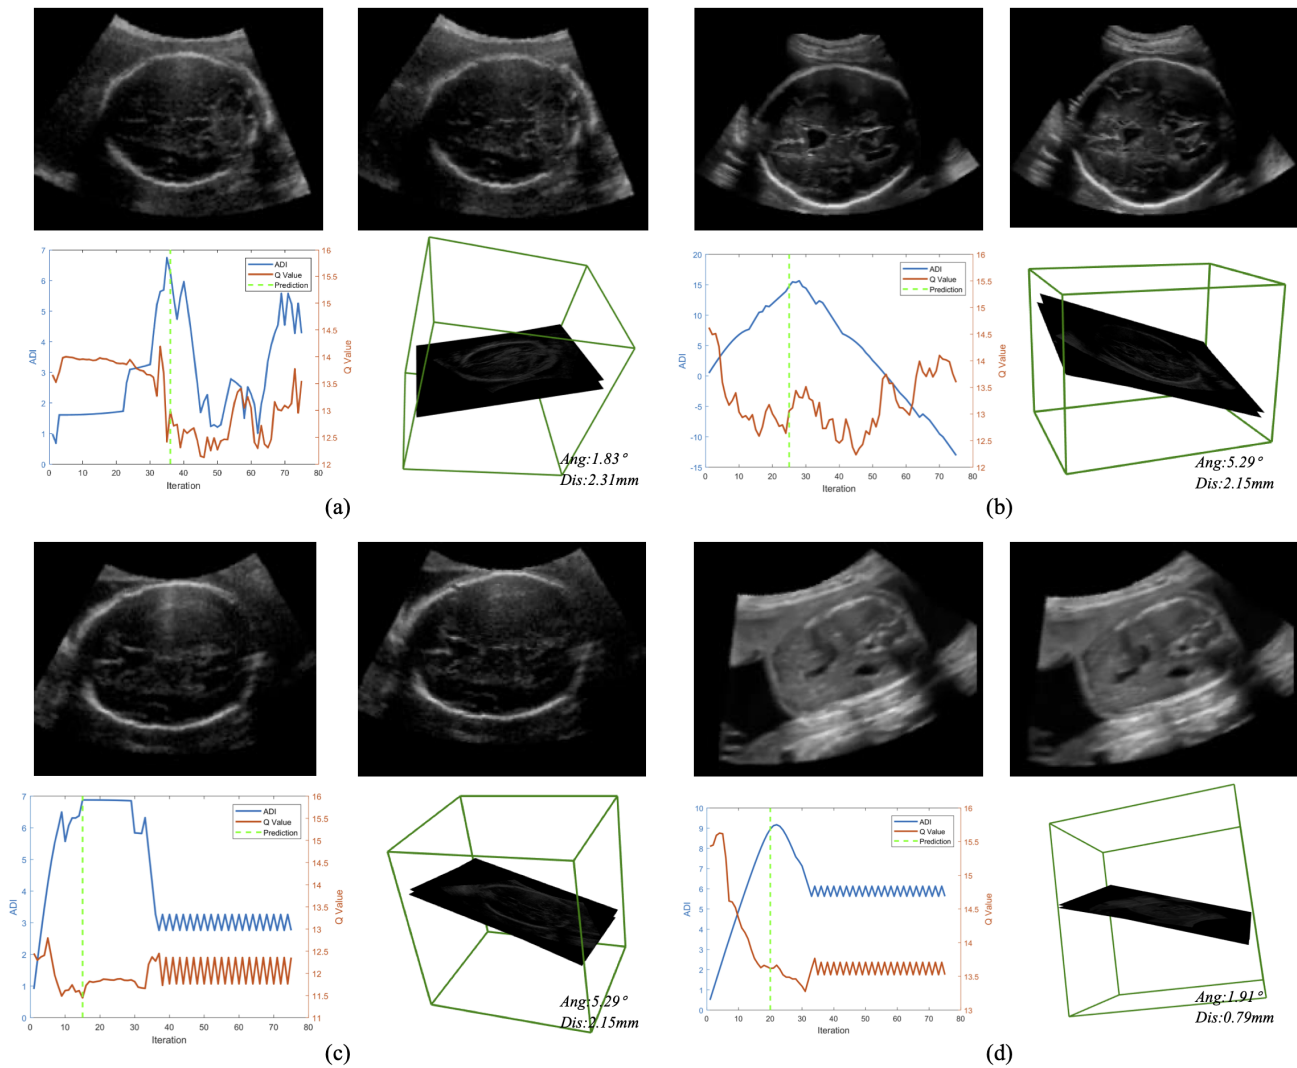 7
6
5
4
3
2
1
0
ADI
0
10
20
30
40
50
60
70
80
Iteration
16
15.5
15
14.5
14
13.5
13
12.5
12
Q Value
ADI
Q Value
Prediction
Ang:1.83°
Dis:2.31mm
(a)
20
15
10
5
0
-5
-10
-15
ADI
0
10
20
30
40
50
60
70
80
Iteration
16
15.5
15
14.5
14
13.5
13
12.5
12
Q Value
ADI
Q Value
Prediction
Ang:5.29°
Dis:2.15mm
(b)
7
6
5
4
3
2
1
0
ADI
0
10
20
30
40
50
60
70
80
Iteration
16
15.5
15
14.5
14
13.5
13
12.5
12
11.5
11
Q Value
ADI
Q Value
Prediction
Ang:5.29°
Dis:2.15mm
(c)
10
9
8
7
6
5
4
3
2
1
0
ADI
0
10
20
30
40
50
60
70
80
Iteration
16
15.5
15
14.5
14
13.5
13
Q Value
ADI
Q Value
Prediction
Ang:1.91°
Dis:0.79mm
(d)